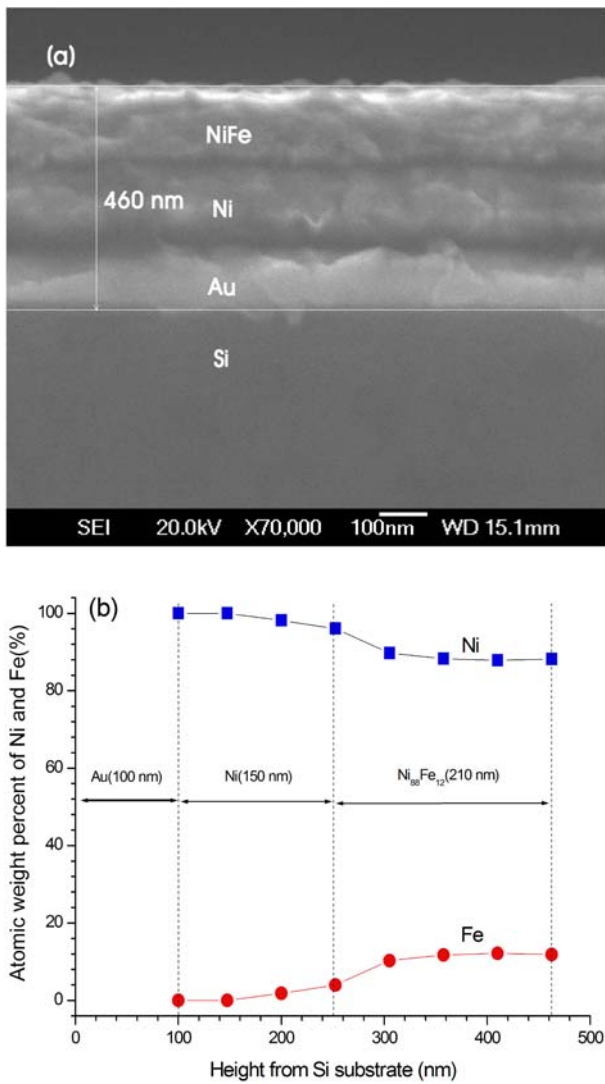 (a)
NiFe
460 nm
Ni
Au
Si
SEI 20.0kV X70,000 100nm WD 15.1mm
(b)
100
80
60
40
20
0
Atomic weight percent of Ni and Fe(%)
Ni
Au(100 nm) Ni(150 nm) Ni₈₈Fe₁₂(210 nm)
Fe
0 100 200 300 400 500
Height from Si substrate (nm)